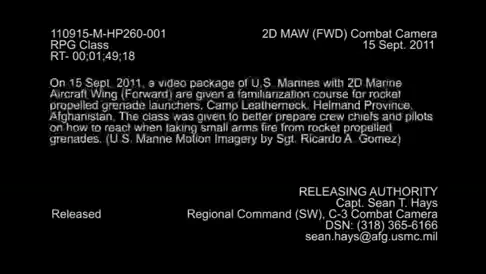 110915-M-HP260-001
2D MAW (FWD) Combat Camera
RPG Class
15 Sept. 2011
RT- 00;01;49;18
On 15 Sept. 2011, a video package of U.S. Marines with 2D Marine
Aircraft Wing (Forward) are given a familiarization course for rocket
propelled grenade launchers, Camp Leatherneck, Helmand Province,
Afghanistan. The class was given to better prepare crew chiefs and pilots
on how to react when taking small arms fire from rocket propelled
grenades. (U.S. Marine Motion Imagery by Sgt. Ricardo A. Gomez)
RELEASING AUTHORITY
Capt. Sean T. Hays
Released
Regional Command (SW), C-3 Combat Camera
DSN: (318) 365-6166
sean.hays@afg.usmc.mil